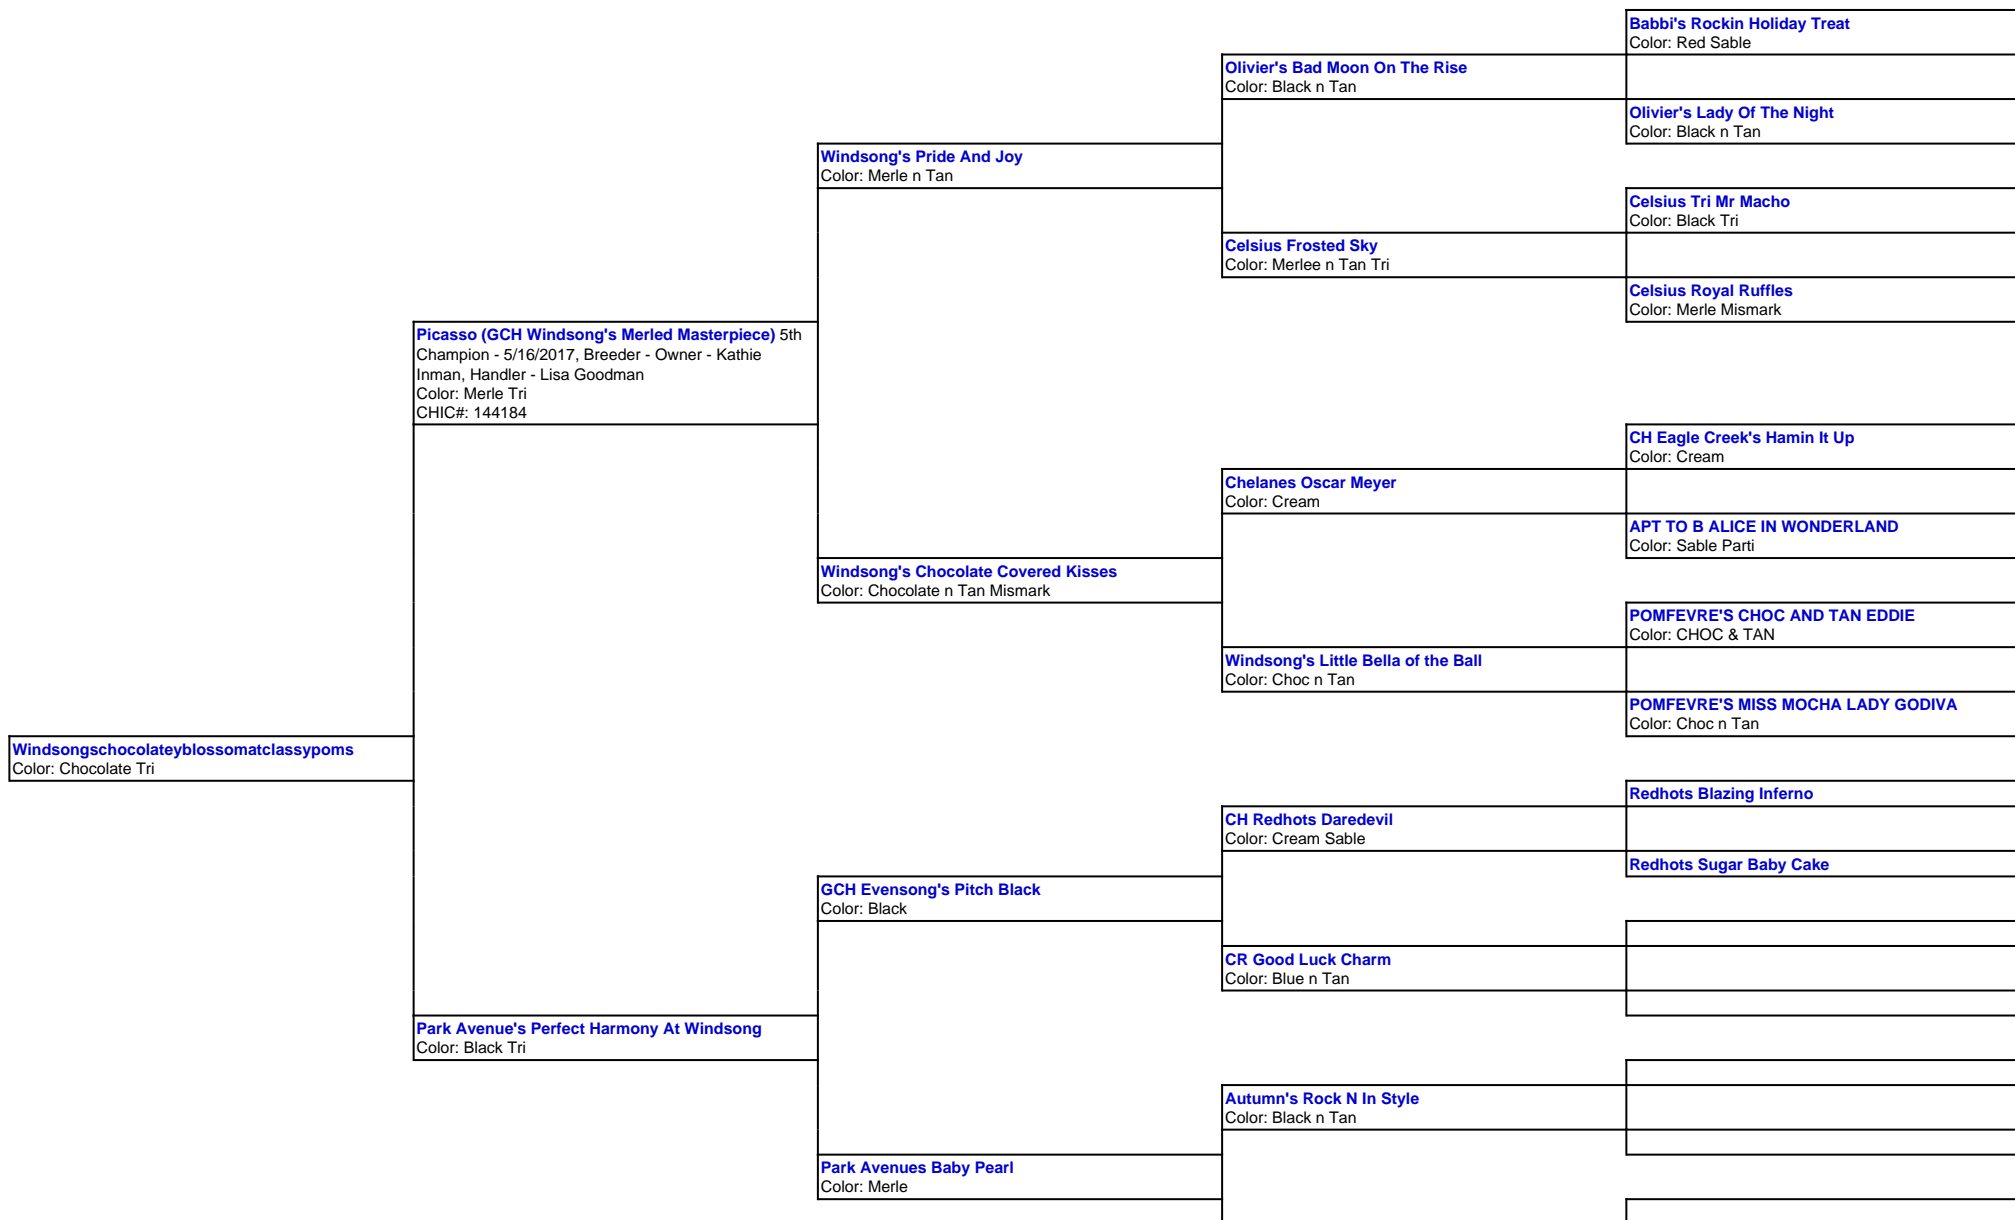 Babbi's Rockin Holiday Treat
Color: Red Sable
Olivier's Bad Moon On The Rise
Color: Black n Tan
Olivier's Lady Of The Night
Color: Black n Tan
Windsong's Pride And Joy
Color: Merle n Tan
Celsius Tri Mr Macho
Color: Black Tri
Celsius Frosted Sky
Color: Merlee n Tan Tri
Celsius Royal Ruffles
Color: Merle Mismark
Picasso (GCH Windsong's Merled Masterpiece) 5th
Champion - 5/16/2017, Breeder - Owner - Kathie
Inman, Handler - Lisa Goodman
Color: Merle Tri
CHIC#: 144184
CH Eagle Creek's Hamin It Up
Color: Cream
Chelanes Oscar Meyer
Color: Cream
APT TO B ALICE IN WONDERLAND
Color: Sable Parti
Windsong's Chocolate Covered Kisses
Color: Chocolate n Tan Mismark
POMFEVRE'S CHOC AND TAN EDDIE
Color: CHOC & TAN
Windsong's Little Bella of the Ball
Color: Choc n Tan
POMFEVRE'S MISS MOCHA LADY GODIVA
Color: Choc n Tan
Windsongschocolateyblossomatclassypoms
Color: Chocolate Tri
Redhots Blazing Inferno
CH Redhots Daredevil
Color: Cream Sable
Redhots Sugar Baby Cake
GCH Evensong's Pitch Black
Color: Black
CR Good Luck Charm
Color: Blue n Tan
Park Avenue's Perfect Harmony At Windsong
Color: Black Tri
Autumn's Rock N In Style
Color: Black n Tan
Park Avenues Baby Pearl
Color: Merle